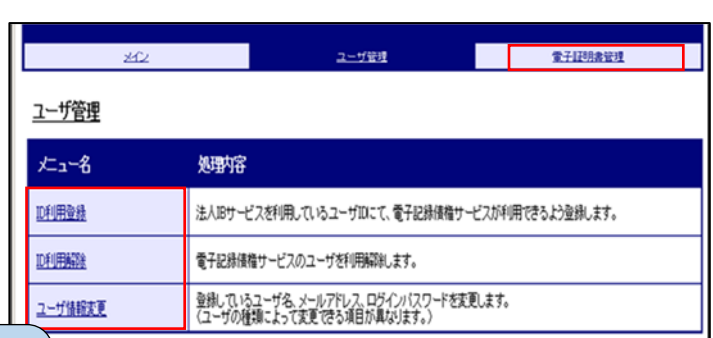 メイン
ユーザ管理
電子証明書管理
ユーザ管理
メニュー名
処理内容
ID利用登録
法人IBサービスを利用しているユーザIDにて、電子記録債権サービスが利用できるよう登録します。
ID利用解除
電子記録債権サービスのユーザを利用解除します。
ユーザ情報変更
登録しているユーザ名、メールアドレス、ログインパスワードを変更します。
（ユーザの種類によって変更できる項目が異なります。）